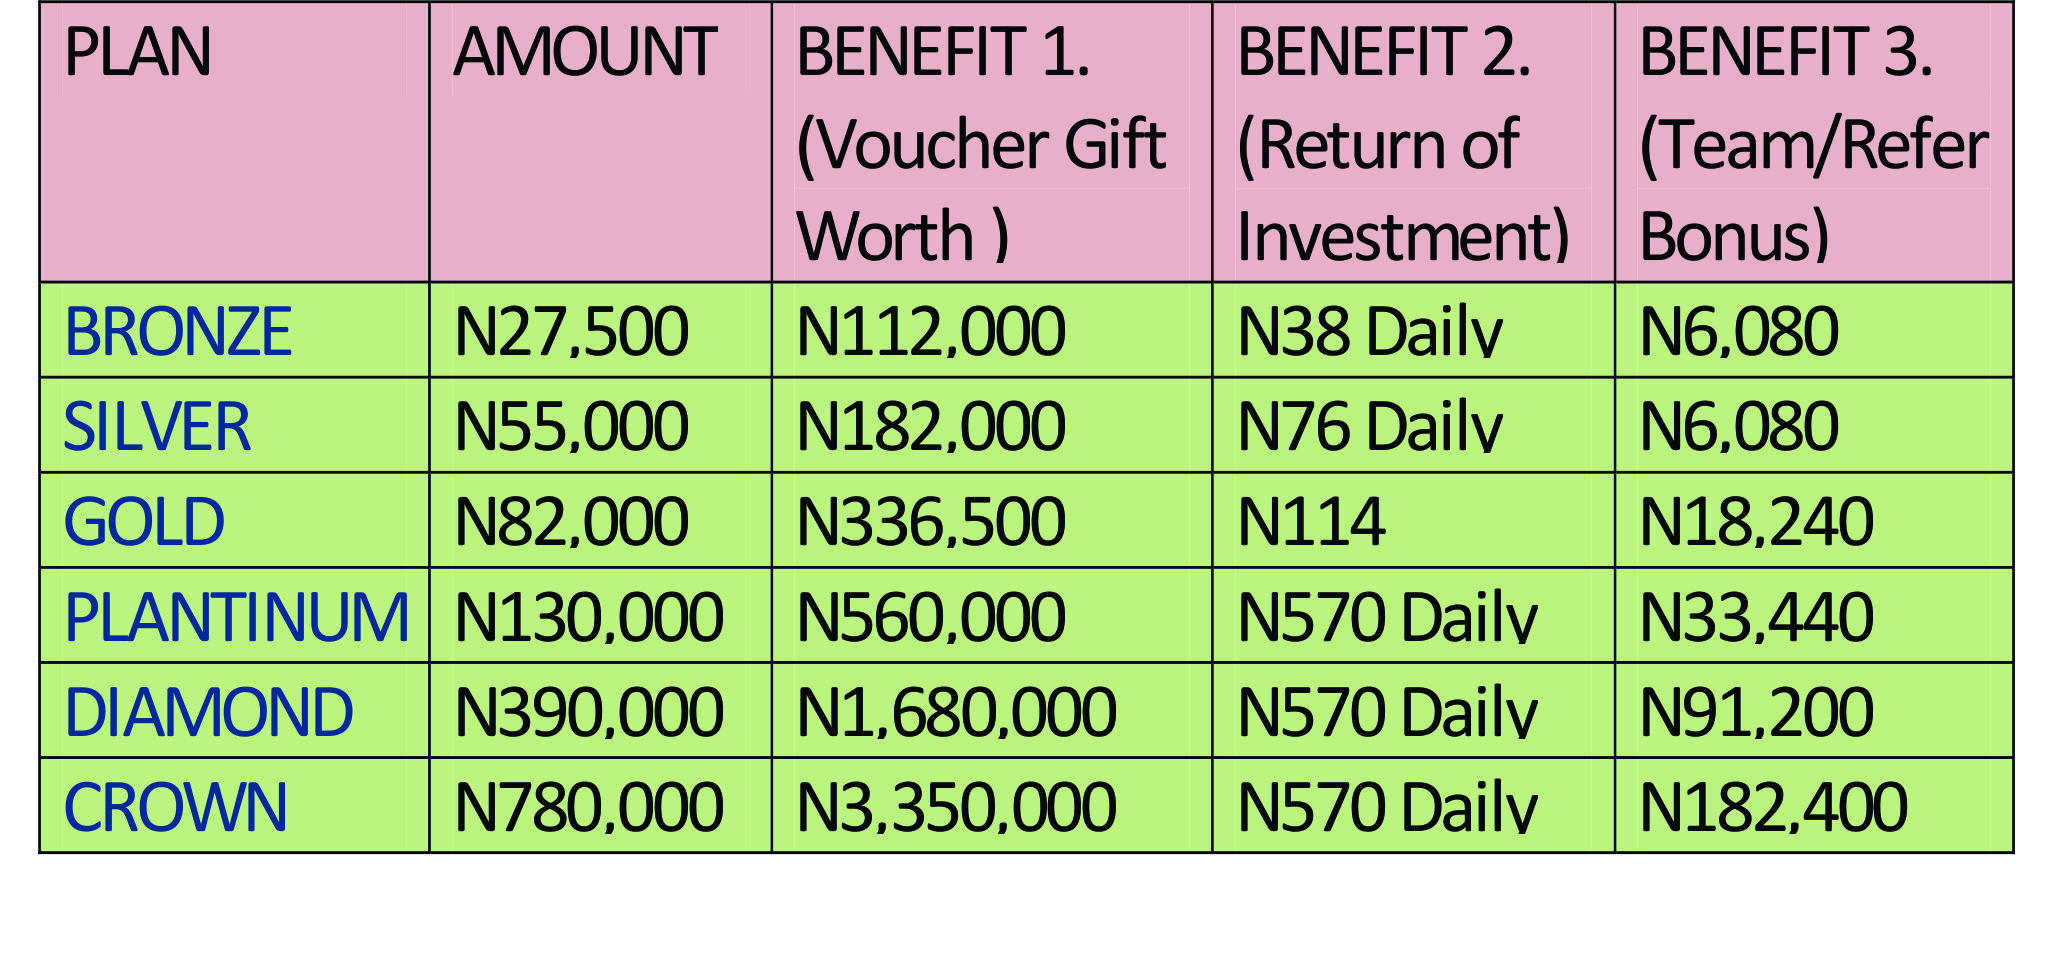 PLAN AMOUNT BENEFIT 1. BENEFIT 2. BENEFIT 3.
(Voucher Gift (Return of (Team/Refer
Worth ) Investment) Bonus)
BRONZE N27,500 N112,000 N38 Daily N6,080
SILVER N55,000 N182,000 N76 Daily N6,080
GOLD N82,000 N336,500 N114 N18,240
PLANTINUM N130,000 N560,000 N570 Daily N33,440
DIAMOND N390,000 N1,680,000 N570 Daily N91,200
CROWN N780,000 N3,350,000 N570 Daily N182,400